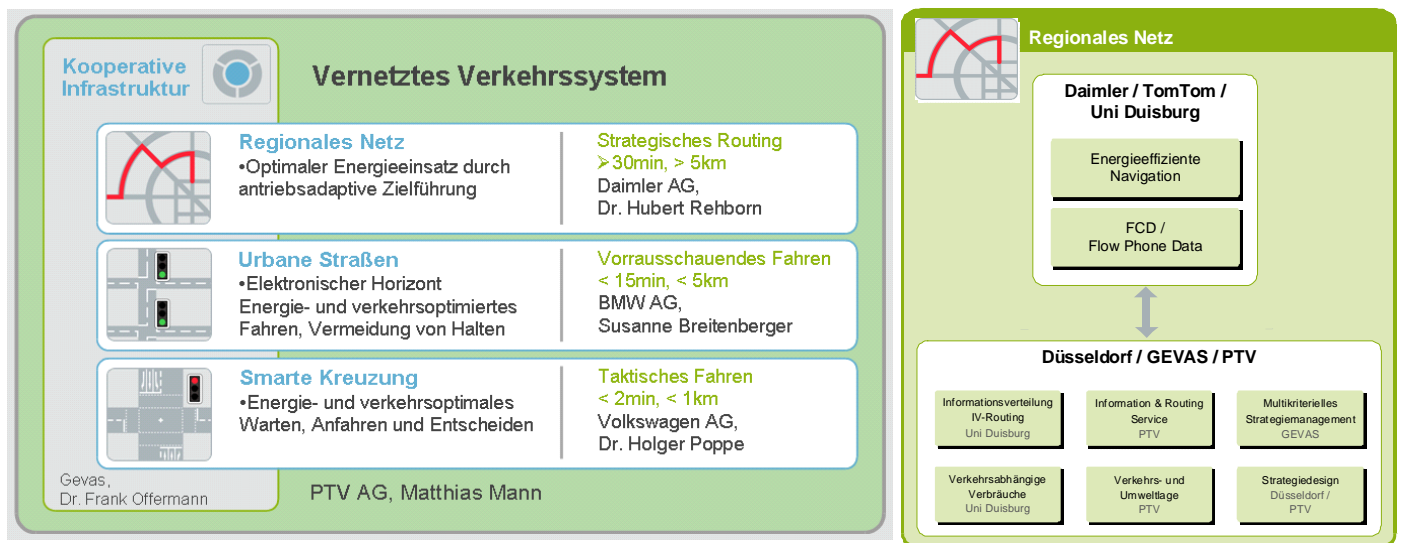 Kooperative
Infrastruktur
Vernetztes Verkehrssystem
Regionales Netz
•Optimaler Energieeinsatz durch
antriebsadaptive Zielführung
Strategisches Routing
➢30min, > 5km
Daimler AG,
Dr. Hubert Rehborn
Urbane Straßen
•Elektronischer Horizont
Energie- und verkehrsoptimiertes
Fahren, Vermeidung von Halten
Vorrausschauendes Fahren
< 15min, < 5km
BMW AG,
Susanne Breitenberger
Smarte Kreuzung
•Energie- und verkehrsoptimales
Warten, Anfahren und Entscheiden
Taktisches Fahren
< 2min, < 1km
Volkswagen AG,
Dr. Holger Poppe
Gevas,
Dr. Frank Offermann
PTV AG, Matthias Mann
Regionales Netz
Daimler / TomTom /
Uni Duisburg
Energieeffiziente
Navigation
FCD /
Flow Phone Data
Düsseldorf / GEVAS / PTV
Informationsverteilung
IV-Routing
Uni Duisburg
Information & Routing
Service
PTV
Multikriterielles
Strategiemanagement
GEVAS
Verkehrsabhängige
Verbräuche
Uni Duisburg
Verkehrs- und
Umweltlage
PTV
Strategiedesign
Düsseldorf /
PTV